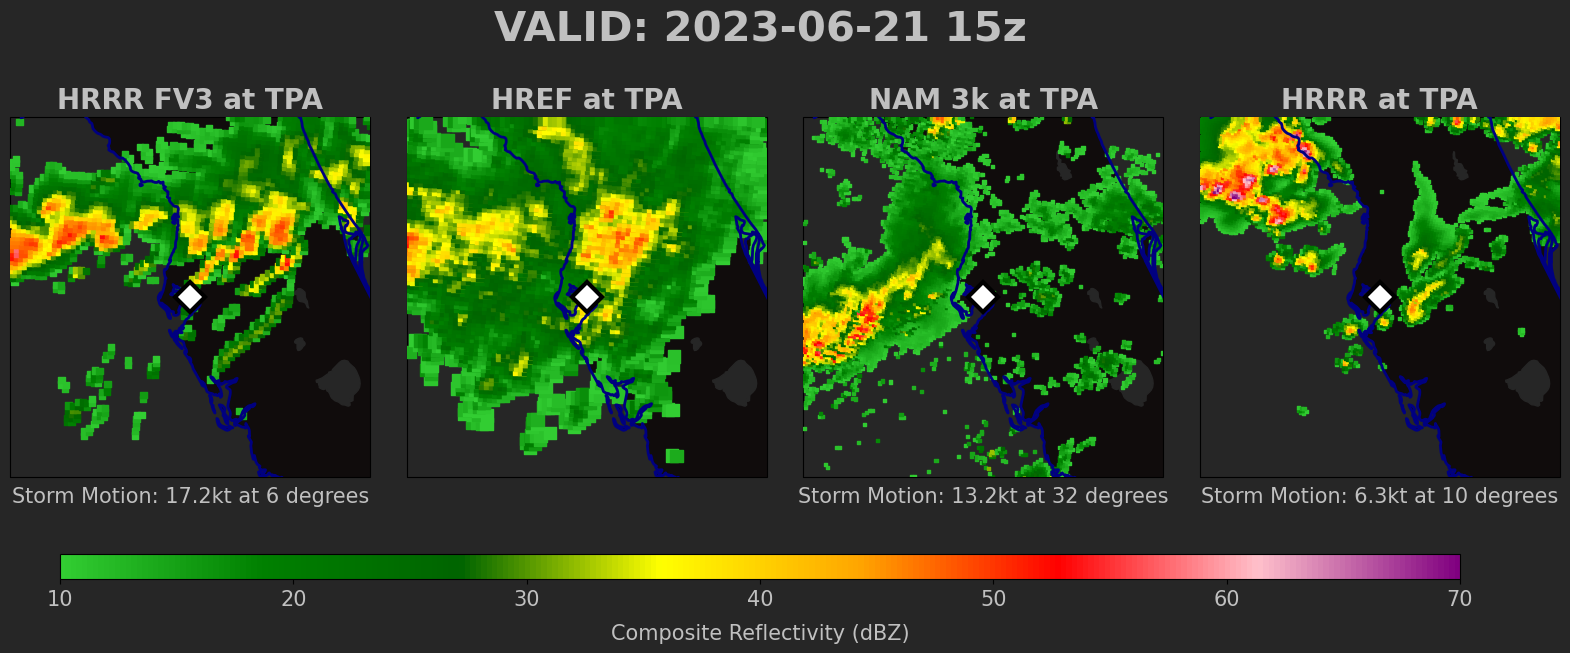 VALID: 2023-06-21 15z
HRRR FV3 at TPA
HREF at TPA
NAM 3k at TPA
HRRR at TPA
Storm Motion: 17.2kt at 6 degrees
Storm Motion: 13.2kt at 32 degrees
Storm Motion: 6.3kt at 10 degrees
10 20 30 40 50 60 70
Composite Reflectivity (dBZ)